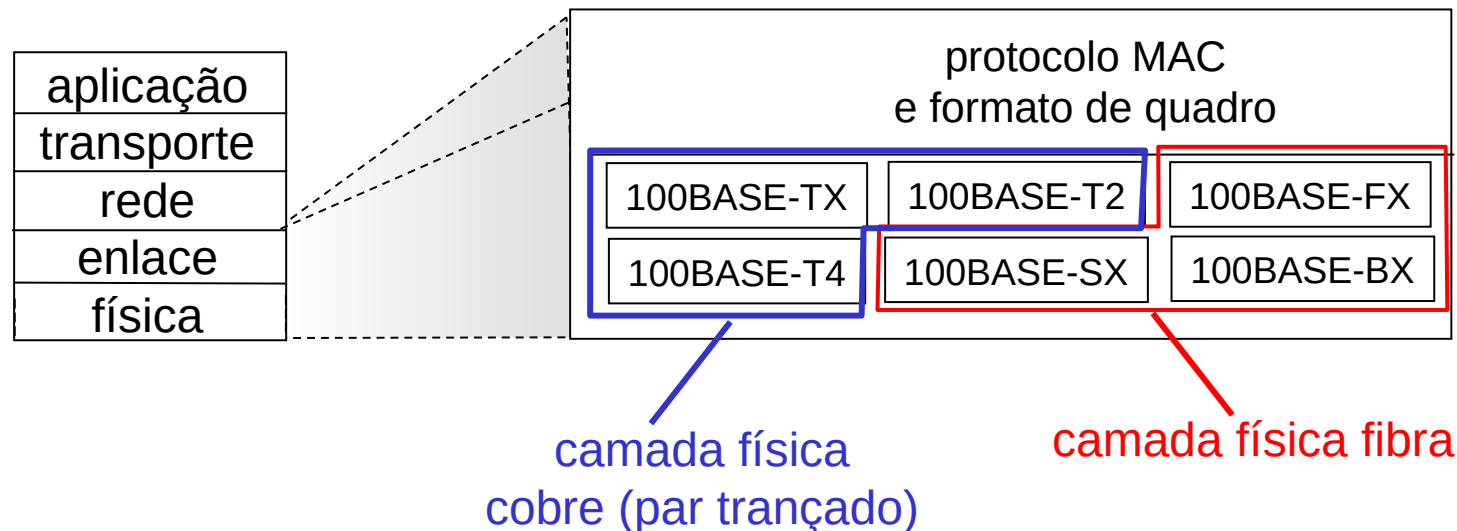 aplicação
transporte
rede
enlace
física
protocolo MAC
e formato de quadro
100BASE-TX
100BASE-T2
100BASE-FX
100BASE-T4
100BASE-SX
100BASE-BX
camada física
cobre (par trançado)
camada física fibra